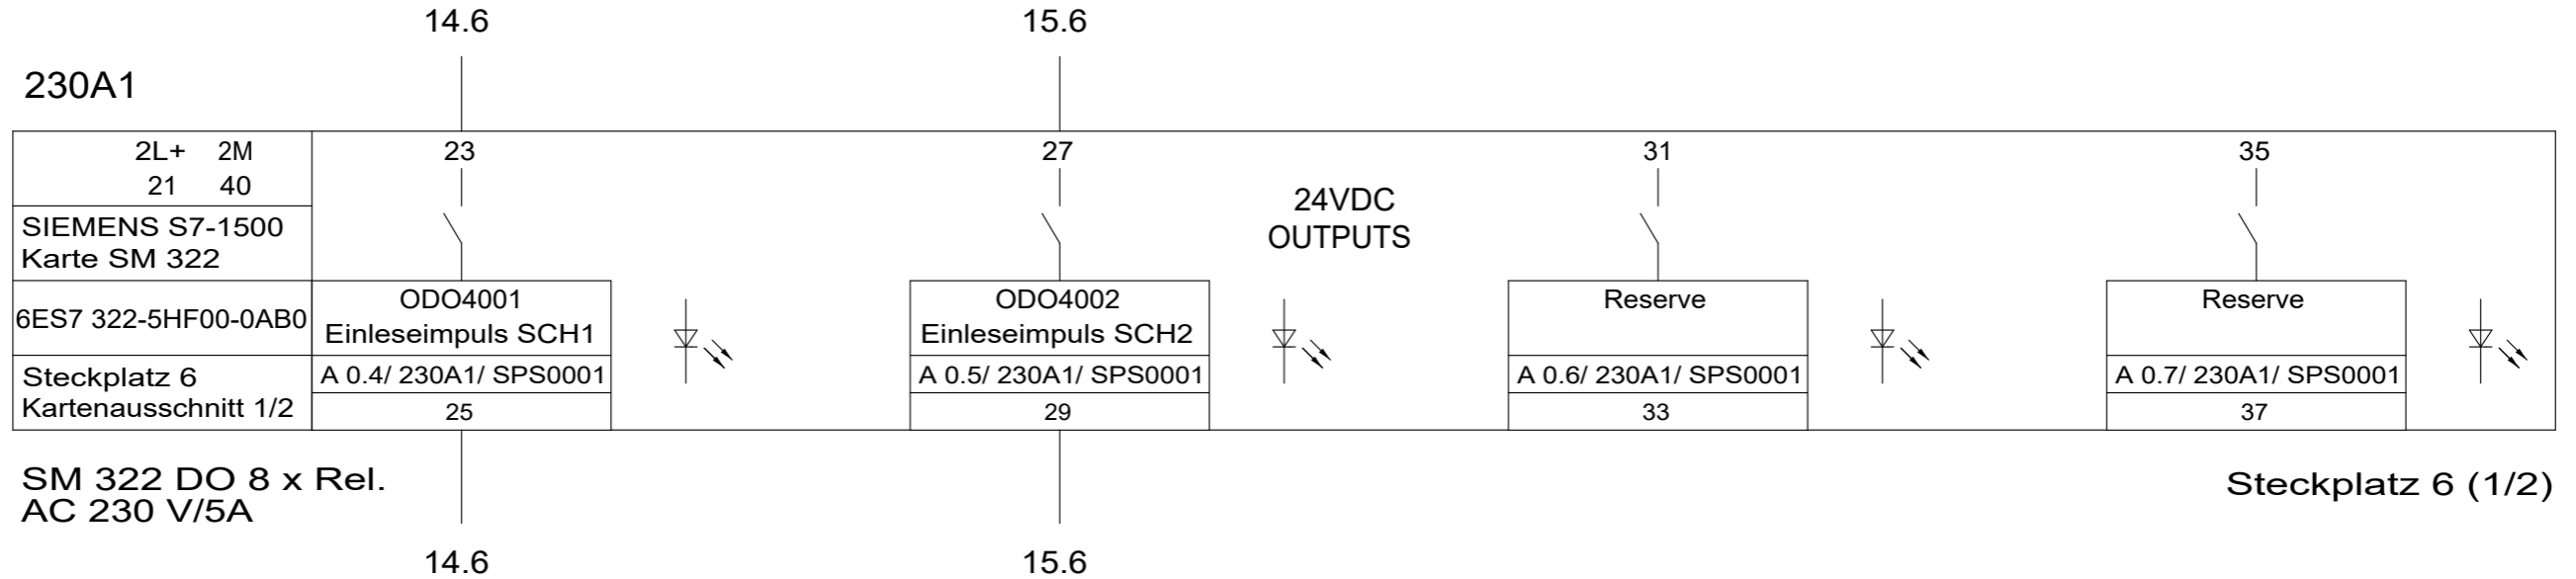 14.6
15.6
230A1
2L+ 2M
21 40
23
27
31
35
SIEMENS S7-1500
Karte SM 322
24VDC
OUTPUTS
6ES7 322-5HF00-0AB0
ODO4001
Einleseimpuls SCH1
ODO4002
Einleseimpuls SCH2
Reserve
Reserve
Steckplatz 6
Kartenausschnitt 1/2
A 0.4/ 230A1/ SPS0001
A 0.5/ 230A1/ SPS0001
A 0.6/ 230A1/ SPS0001
A 0.7/ 230A1/ SPS0001
25
29
33
37
SM 322 DO 8 x Rel.
AC 230 V/5A
Steckplatz 6 (1/2)
14.6
15.6